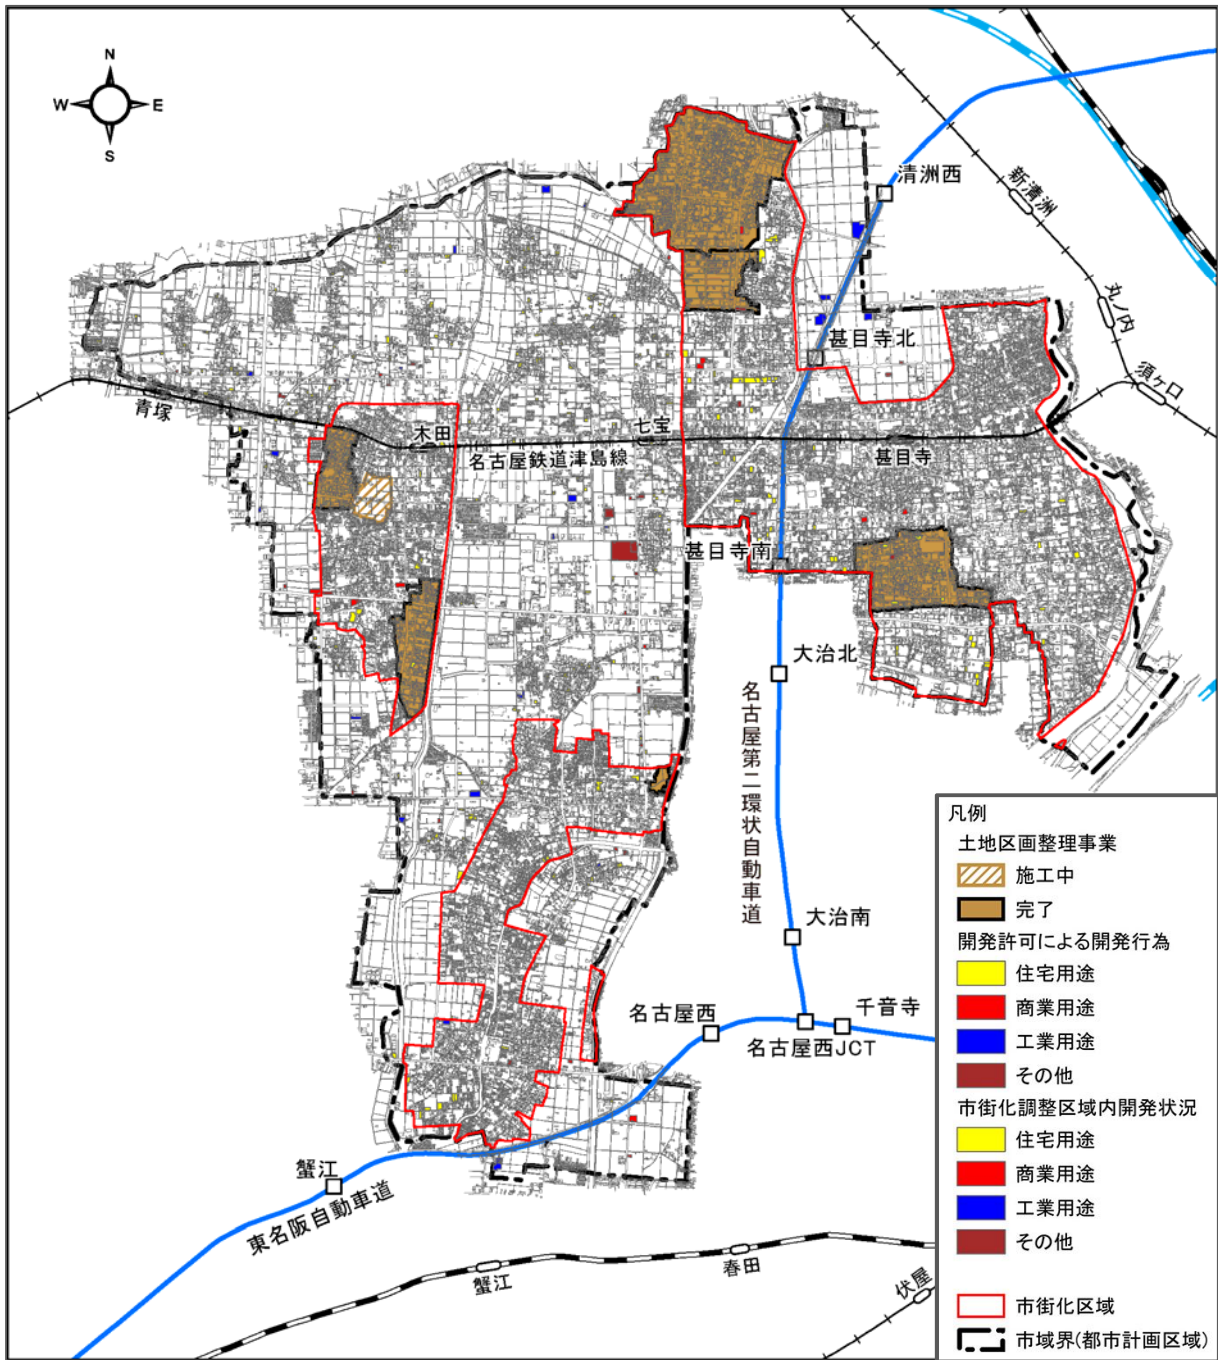 N
W
E
S
清洲西
新清洲
丸ノ内
須ヶ口
甚目寺北
青塚
木田
七宝
名古屋鉄道津島線
甚目寺
甚目寺南
大治北
名古屋第二環状自動車道
大治南
名古屋西
千音寺
名古屋西JCT
蟹江
東名阪自動車道
蟹江
春田
伏屋
凡例
土地区画整理事業
施工中
完了
開発許可による開発行為
住宅用途
商業用途
工業用途
その他
市街化調整区域内開発状況
住宅用途
商業用途
工業用途
その他
市街化区域
市域界(都市計画区域)